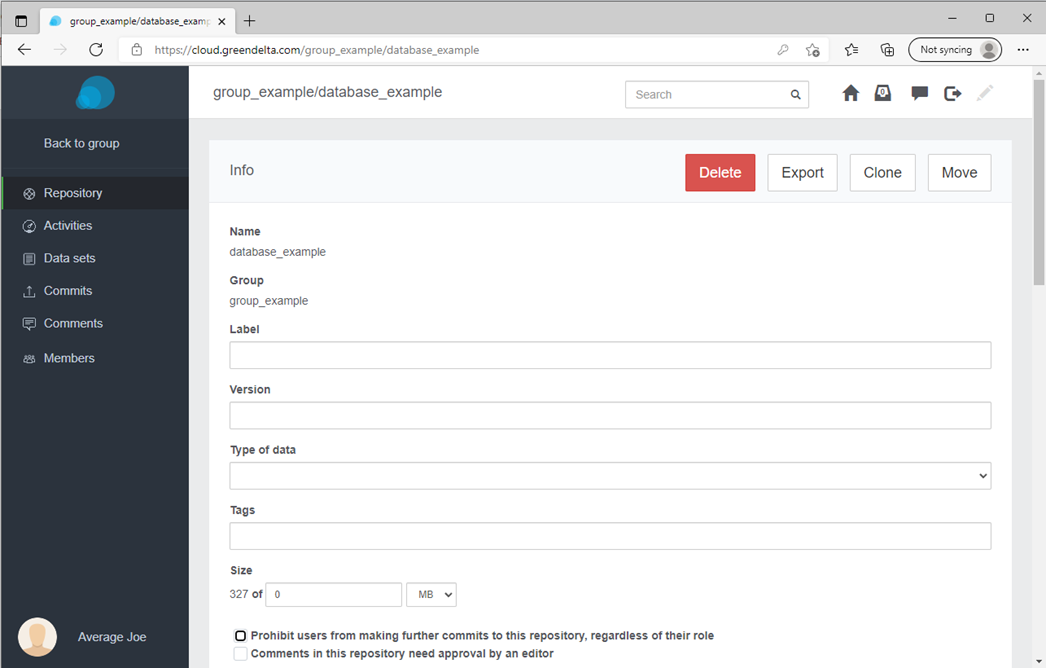 group_example/database_examp
https://cloud.greendelta.com/group_example/database_example
Not syncing
group_example/database_example
Search
0
Back to group
Repository
Activities
Data sets
Commits
Comments
Members
Average Joe
Info
Delete
Export
Clone
Move
Name
database_example
Group
group_example
Label
Version
Type of data
Tags
Size
327 of 0 MB
Prohibit users from making further commits to this repository, regardless of their role
Comments in this repository need approval by an editor